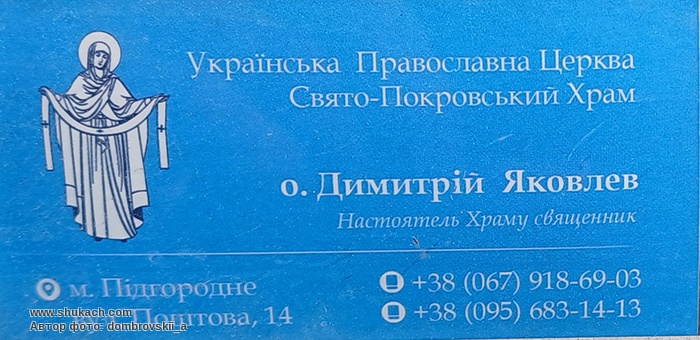 Українська Православна Церква
Свято-Покровський Храм
о. Димитрій Яковлев
Настоятель Храму священник
м. Підгородне
вул. Поштова, 14
+38 (067) 918-69-03
+38 (095) 683-14-13
www.shukach.com
Автор фото: dombrovskii_a